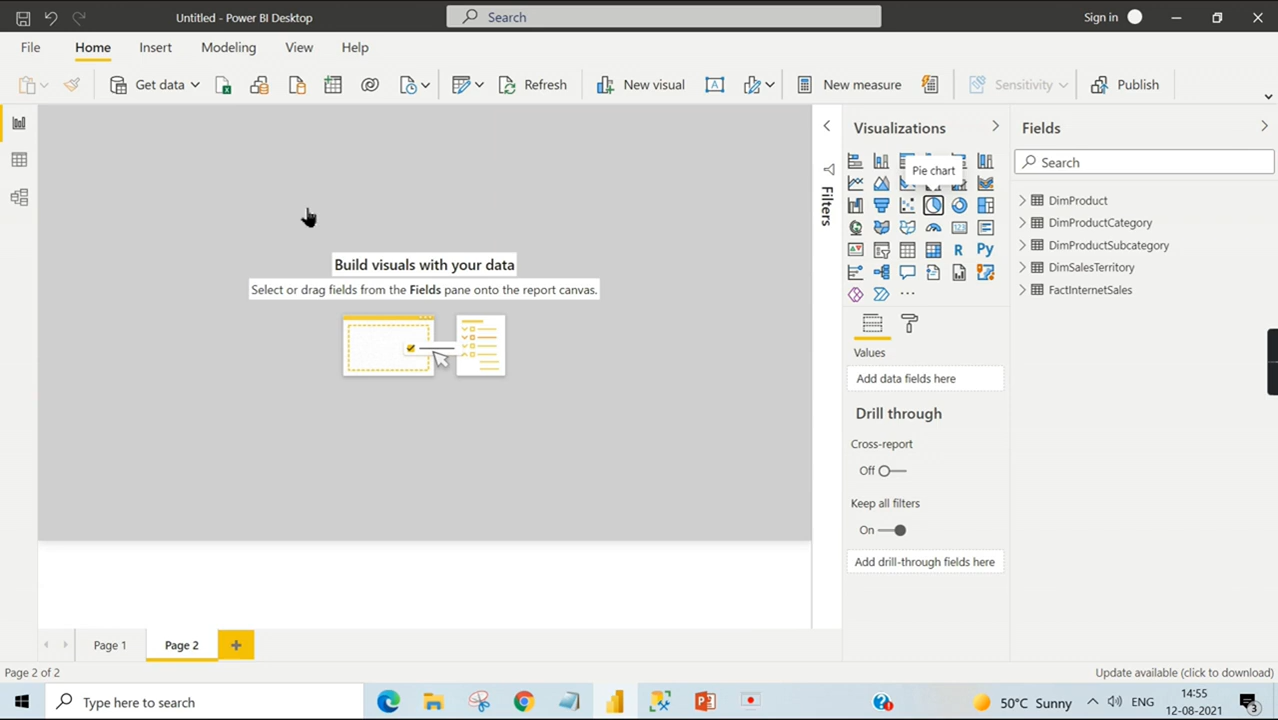 Untitled - Power BI Desktop
Search
Sign in
File
Home
Insert
Modeling
View
Help
Get data
Refresh
New visual
New measure
Sensitivity
Publish
Build visuals with your data
Select or drag fields from the Fields pane onto the report canvas.
Filters
Visualizations
Pie chart
123
R
Py
Values
Add data fields here
Drill through
Cross-report
Off
Keep all filters
On
Add drill-through fields here
Fields
Search
DimProduct
DimProductCategory
DimProductSubcategory
DimSalesTerritory
FactInternetSales
Page 1
Page 2
Page 2 of 2
Update available (click to download)
Type here to search
50°C Sunny
ENG
14:55
12-08-2021
3